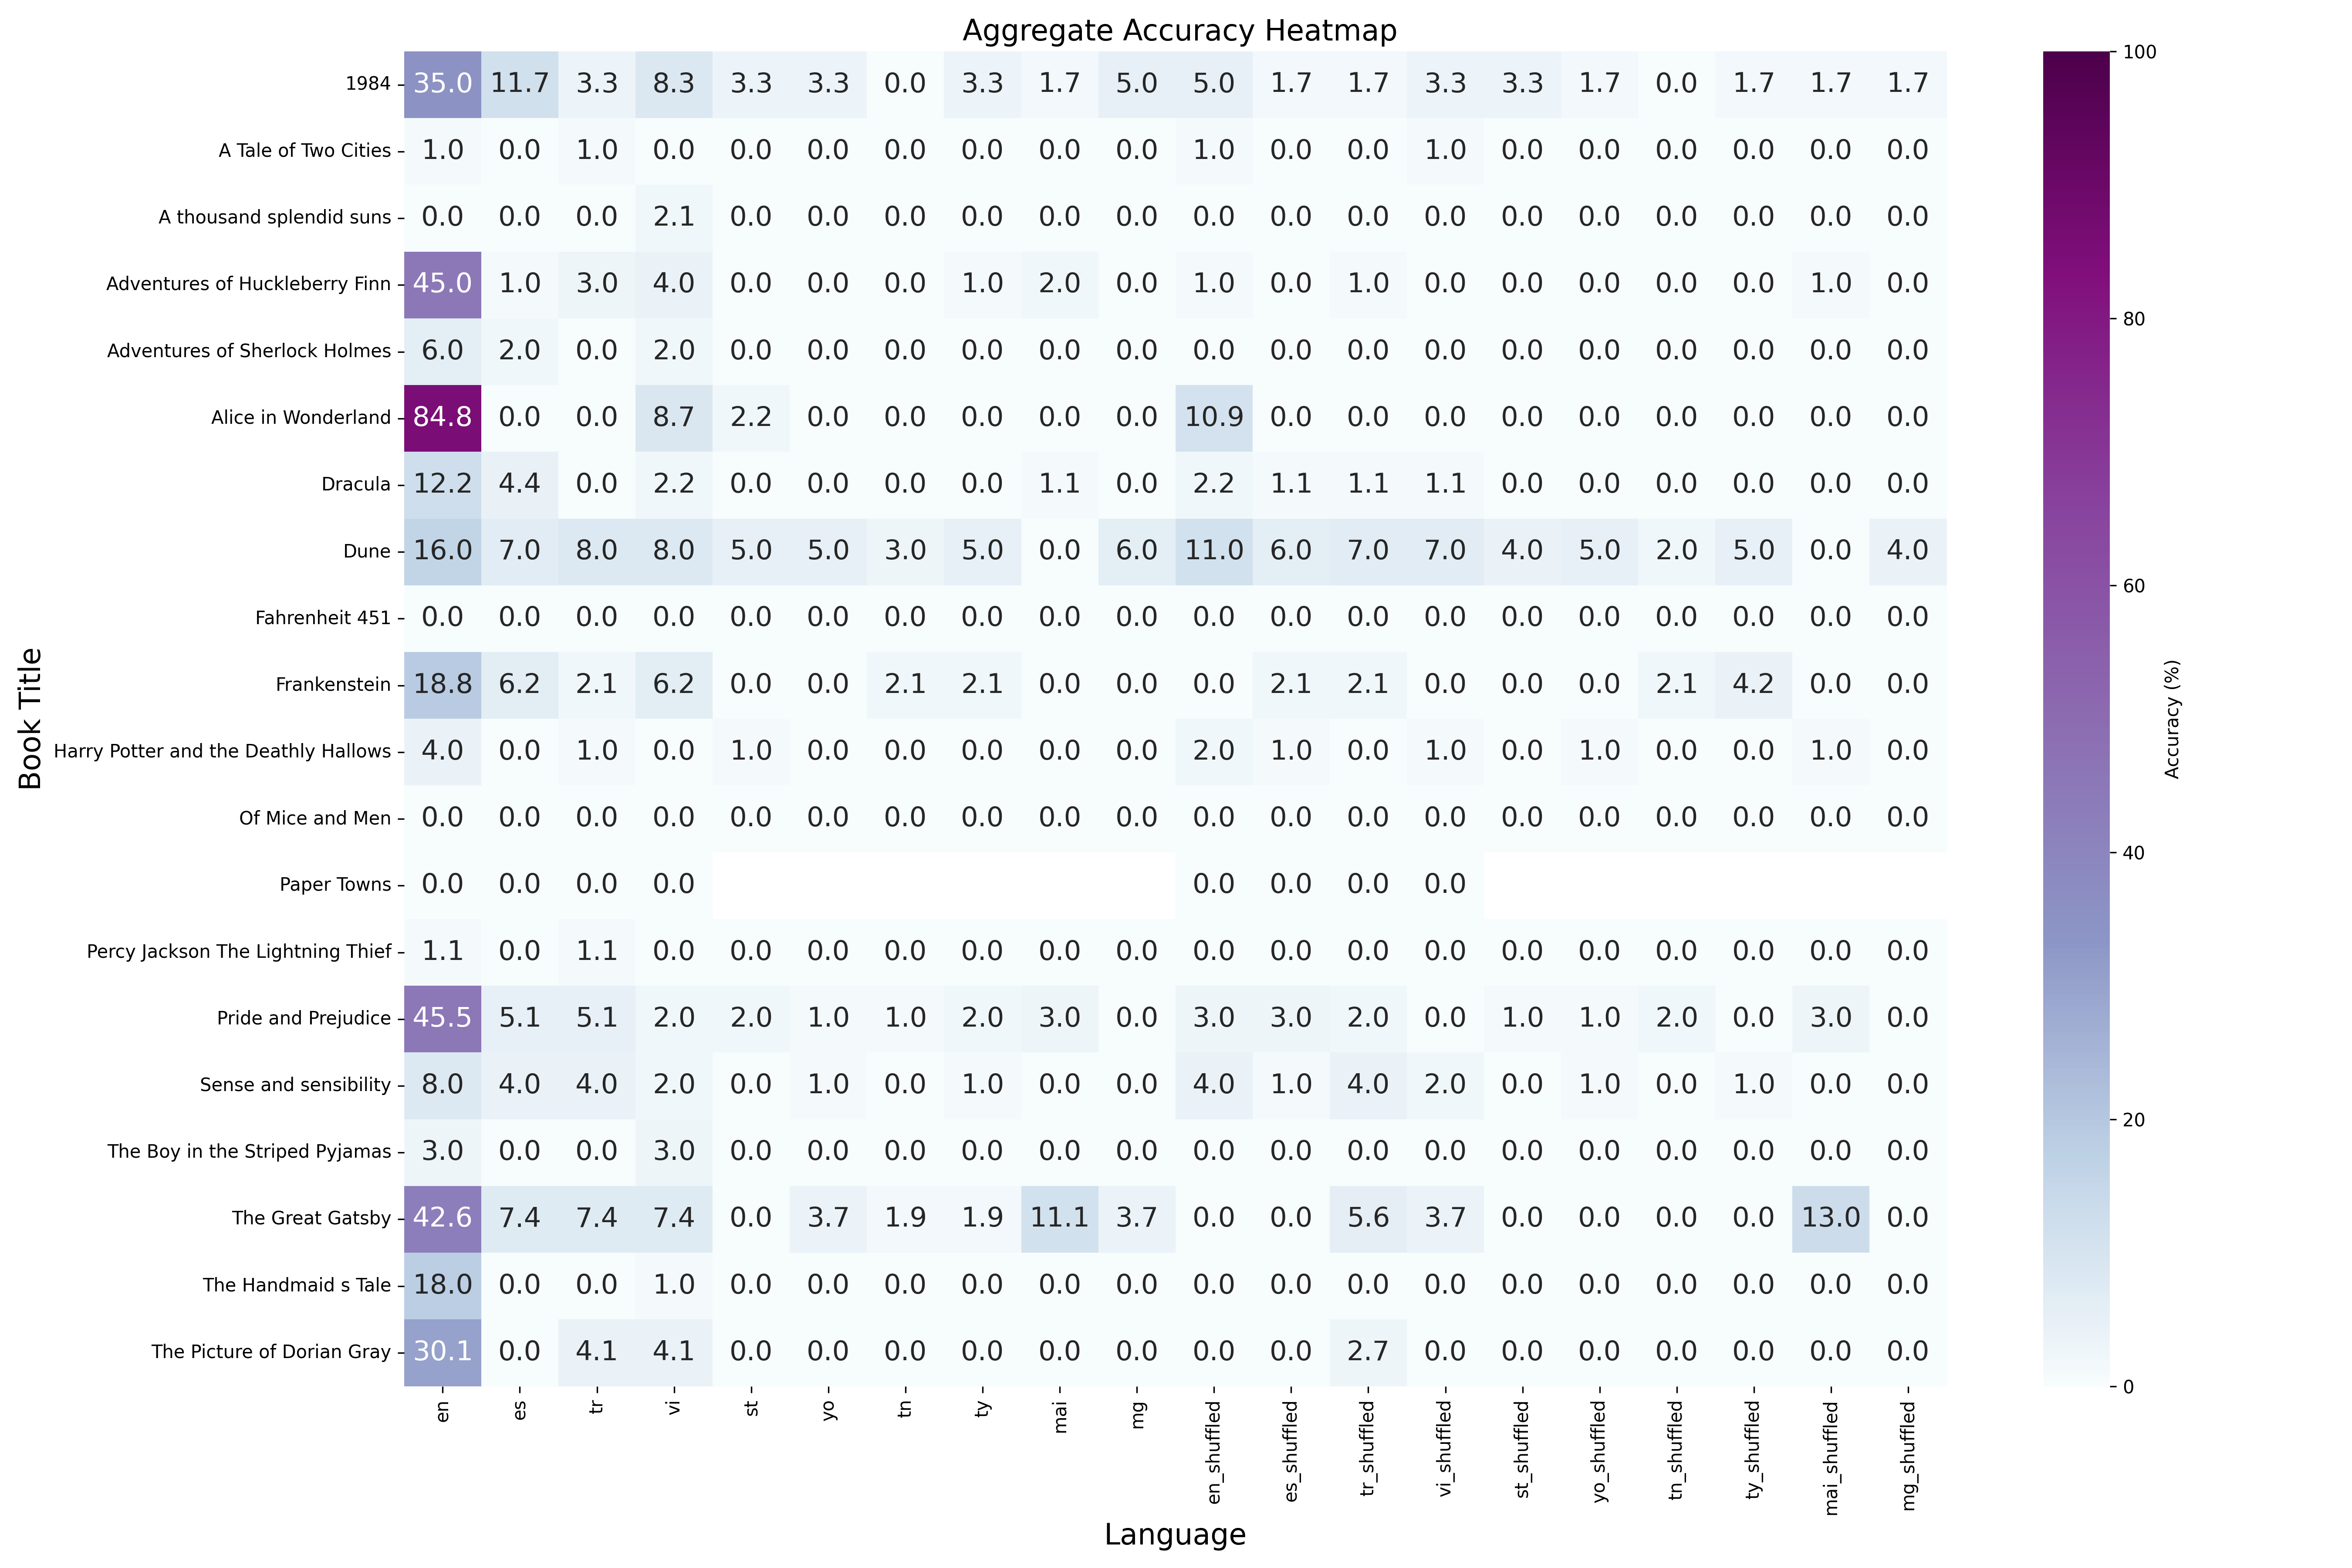 Aggregate Accuracy Heatmap
1984 35.0 11.7 3.3 8.3 3.3 3.3 0.0 3.3 1.7 5.0 5.0 1.7 1.7 3.3 3.3 1.7 0.0 1.7 1.7 1.7
A Tale of Two Cities 1.0 0.0 1.0 0.0 0.0 0.0 0.0 0.0 0.0 0.0 1.0 0.0 0.0 1.0 0.0 0.0 0.0 0.0 0.0 0.0
A thousand splendid suns 0.0 0.0 0.0 2.1 0.0 0.0 0.0 0.0 0.0 0.0 0.0 0.0 0.0 0.0 0.0 0.0 0.0 0.0 0.0 0.0
Adventures of Huckleberry Finn 45.0 1.0 3.0 4.0 0.0 0.0 0.0 1.0 2.0 0.0 1.0 0.0 1.0 0.0 0.0 0.0 0.0 0.0 1.0 0.0
Adventures of Sherlock Holmes 6.0 2.0 0.0 2.0 0.0 0.0 0.0 0.0 0.0 0.0 0.0 0.0 0.0 0.0 0.0 0.0 0.0 0.0 0.0 0.0
Alice in Wonderland 84.8 0.0 0.0 8.7 2.2 0.0 0.0 0.0 0.0 0.0 10.9 0.0 0.0 0.0 0.0 0.0 0.0 0.0 0.0 0.0
Dracula 12.2 4.4 0.0 2.2 0.0 0.0 0.0 0.0 1.1 0.0 2.2 1.1 1.1 1.1 0.0 0.0 0.0 0.0 0.0 0.0
Dune 16.0 7.0 8.0 8.0 5.0 5.0 3.0 5.0 0.0 6.0 11.0 6.0 7.0 7.0 4.0 5.0 2.0 5.0 0.0 4.0
Fahrenheit 451 0.0 0.0 0.0 0.0 0.0 0.0 0.0 0.0 0.0 0.0 0.0 0.0 0.0 0.0 0.0 0.0 0.0 0.0 0.0 0.0
Frankenstein 18.8 6.2 2.1 6.2 0.0 0.0 2.1 2.1 0.0 0.0 0.0 2.1 2.1 0.0 0.0 0.0 2.1 4.2 0.0 0.0
Harry Potter and the Deathly Hallows 4.0 0.0 1.0 0.0 1.0 0.0 0.0 0.0 0.0 0.0 2.0 1.0 0.0 1.0 0.0 1.0 0.0 0.0 1.0 0.0
Of Mice and Men 0.0 0.0 0.0 0.0 0.0 0.0 0.0 0.0 0.0 0.0 0.0 0.0 0.0 0.0 0.0 0.0 0.0 0.0 0.0 0.0
Paper Towns 0.0 0.0 0.0 0.0 0.0 0.0 0.0 0.0
Percy Jackson The Lightning Thief 1.1 0.0 1.1 0.0 0.0 0.0 0.0 0.0 0.0 0.0 0.0 0.0 0.0 0.0 0.0 0.0 0.0 0.0 0.0 0.0
Pride and Prejudice 45.5 5.1 5.1 2.0 2.0 1.0 1.0 2.0 3.0 0.0 3.0 3.0 2.0 0.0 1.0 1.0 2.0 0.0 3.0 0.0
Sense and sensibility 8.0 4.0 4.0 2.0 0.0 1.0 0.0 1.0 0.0 0.0 4.0 1.0 4.0 2.0 0.0 1.0 0.0 1.0 0.0 0.0
The Boy in the Striped Pyjamas 3.0 0.0 0.0 3.0 0.0 0.0 0.0 0.0 0.0 0.0 0.0 0.0 0.0 0.0 0.0 0.0 0.0 0.0 0.0 0.0
The Great Gatsby 42.6 7.4 7.4 7.4 0.0 3.7 1.9 1.9 11.1 3.7 0.0 0.0 5.6 3.7 0.0 0.0 0.0 0.0 13.0 0.0
The Handmaid s Tale 18.0 0.0 0.0 1.0 0.0 0.0 0.0 0.0 0.0 0.0 0.0 0.0 0.0 0.0 0.0 0.0 0.0 0.0 0.0 0.0
The Picture of Dorian Gray 30.1 0.0 4.1 4.1 0.0 0.0 0.0 0.0 0.0 0.0 0.0 0.0 2.7 0.0 0.0 0.0 0.0 0.0 0.0 0.0
en es tr vi st yo tn ty mai mg en_shuffled es_shuffled tr_shuffled vi_shuffled st_shuffled yo_shuffled tn_shuffled ty_shuffled mai_shuffled mg_shuffled
Language
Book Title
100
80
60
40
20
0
Accuracy (%)